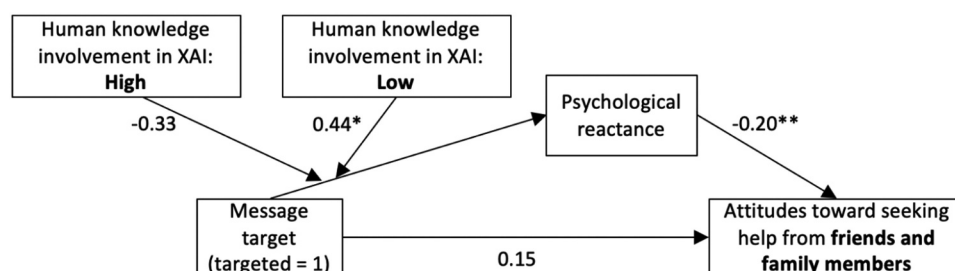 Human knowledge
involvement in XAI:
High
Human knowledge
involvement in XAI:
Low
-0.33
0.44*
Psychological
reactance
-0.20**
Message
target
(targeted = 1)
0.15
Attitudes toward seeking
help from friends and
family members